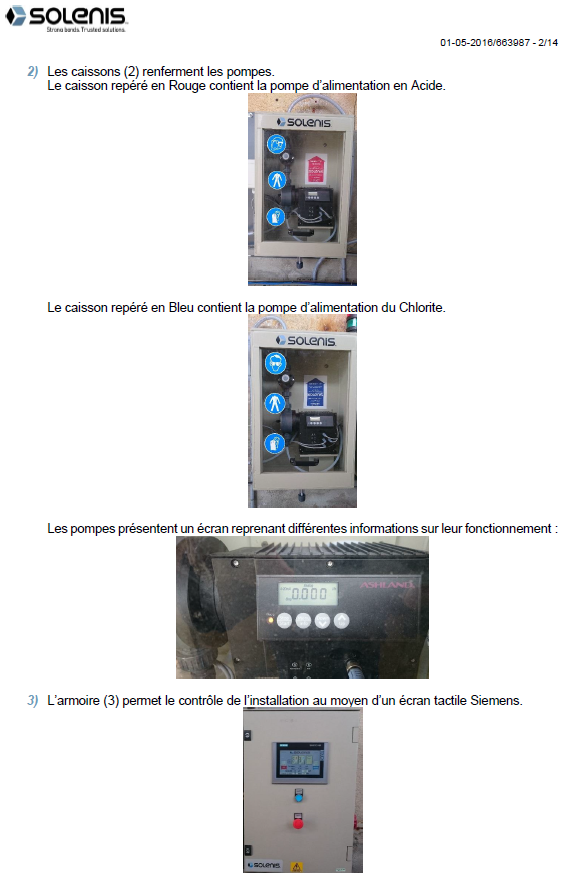 SOLENIS
Strong bonds. Trusted solutions.
01-05-2016/663987 - 2/14
2) Les caissons (2) renferment les pompes.
Le caisson repéré en Rouge contient la pompe d’alimentation en Acide.
SOLENIS
Le caisson repéré en Bleu contient la pompe d’alimentation du Chlorite.
SOLENIS
Les pompes présentent un écran reprenant différentes informations sur leur fonctionnement :
ASHLAND
0.000
3) L’armoire (3) permet le contrôle de l’installation au moyen d’un écran tactile Siemens.
SOLENIS